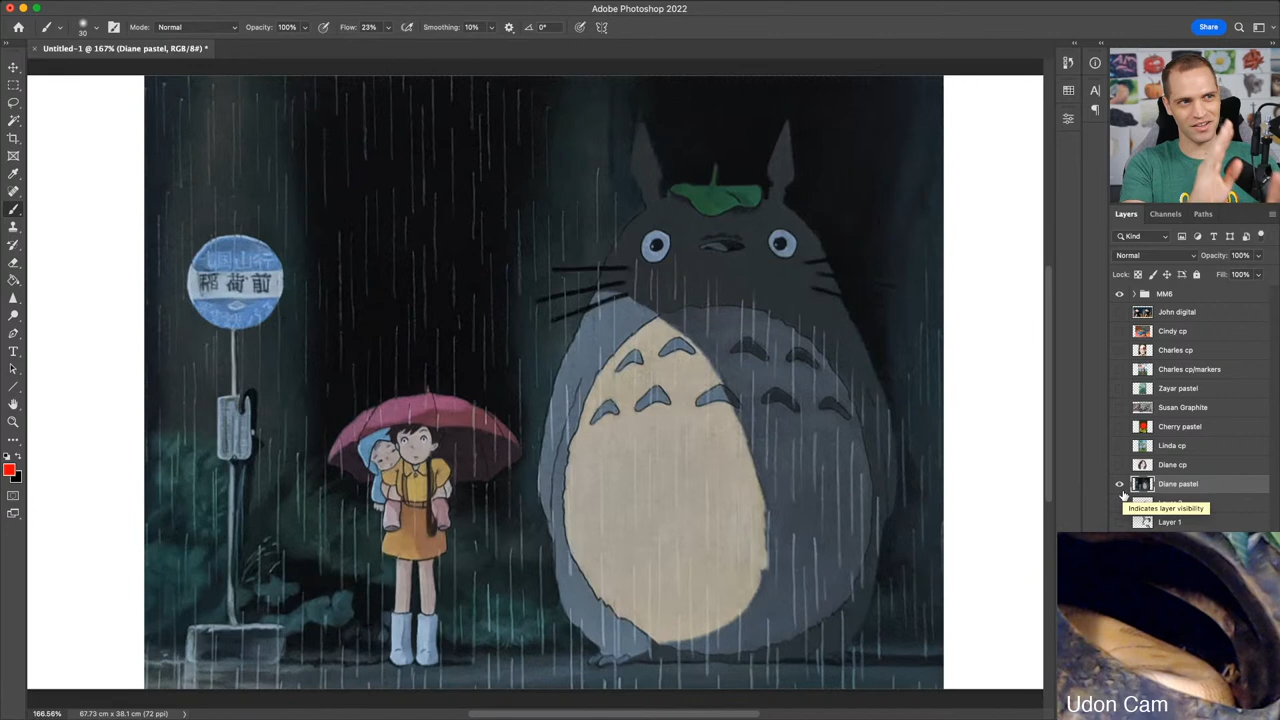 Adobe Photoshop 2022
30
Mode: Normal
Opacity: 100%
Flow: 23%
Smoothing: 10%
0°
Share
Untitled-1 @ 167% (Diane pastel, RGB/8#) *
稲荷前
Layers
Channels
Paths
Kind
Normal
Opacity: 100%
Lock:
Fill: 100%
MM6
John digital
Cindy cp
Charles cp
Charles cp/markers
Zayar pastel
Susan Graphite
Cherry pastel
Linda cp
Diane cp
Diane pastel
Indicates layer visibility
Layer 1
Udon Cam
166.56%
67.73 cm x 38.1 cm (72 ppi)